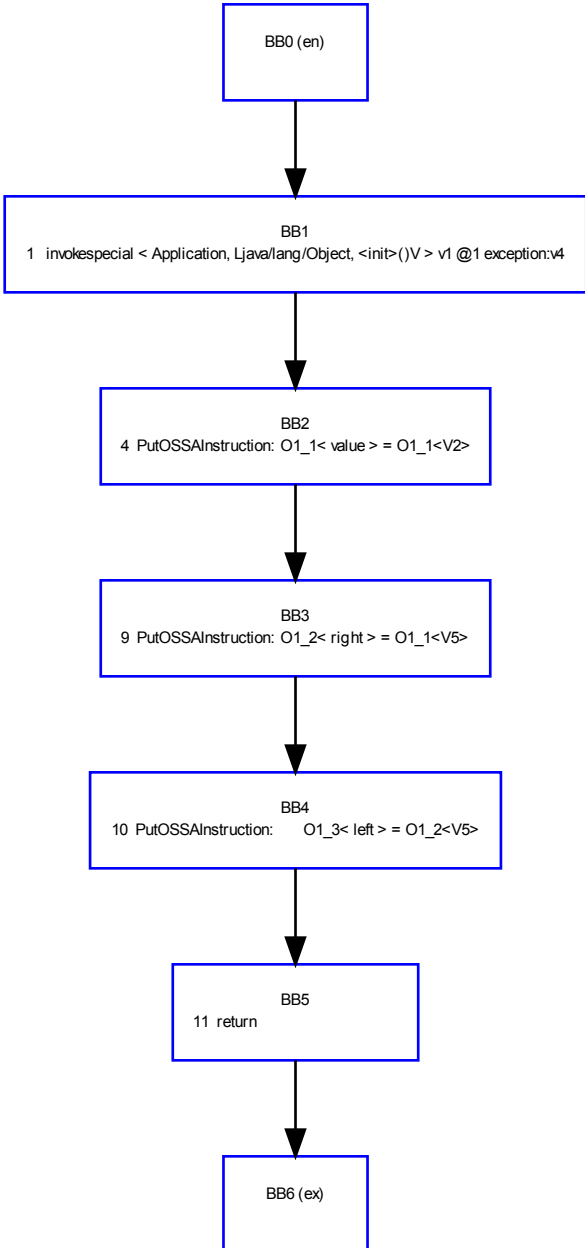 BB0 (en)
BB1
1 invokespecial < Application, Ljava/lang/Object, <init>()V > v1 @1 exception:v4
BB2
4 PutOSSAInstruction: O1_1< value > = O1_1<V2>
BB3
9 PutOSSAInstruction: O1_2< right > = O1_1<V5>
BB4
10 PutOSSAInstruction: O1_3< left > = O1_2<V5>
BB5
11 return
BB6 (ex)